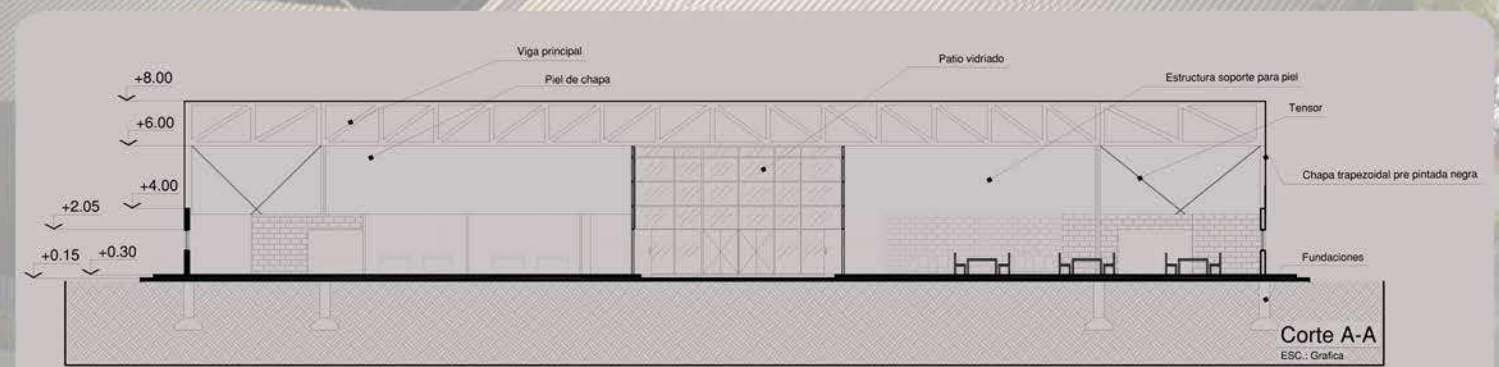 Viga principal
Patio vidriado
+8.00
Piel de chapa
Estructura soporte para piel
Tensor
+6.00
Chapa trapezoidal pre pintada negra
+4.00
+2.05
+0.15
+0.30
Fundaciones
Corte A-A
ESC.: Grafica